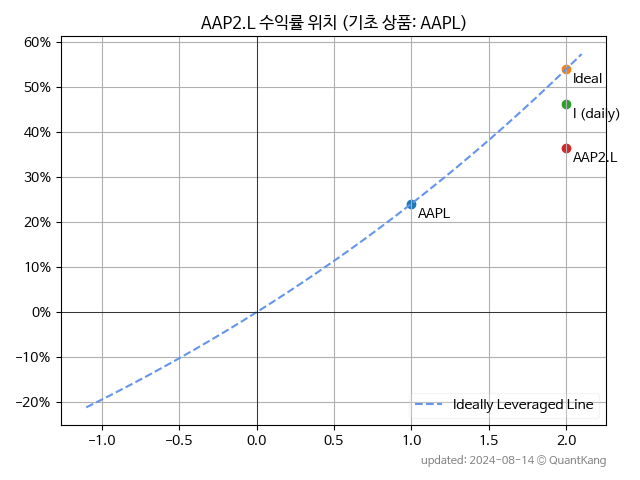 AAP2.L 수익률 위치 (기초 상품: AAPL)
60%
50%
40%
30%
20%
10%
0%
−10%
−20%
Ideal
I (daily)
AAP2.L
AAPL
Ideally Leveraged Line
−1.0 −0.5 0.0 0.5 1.0 1.5 2.0
updated: 2024-08-14 © QuantKang